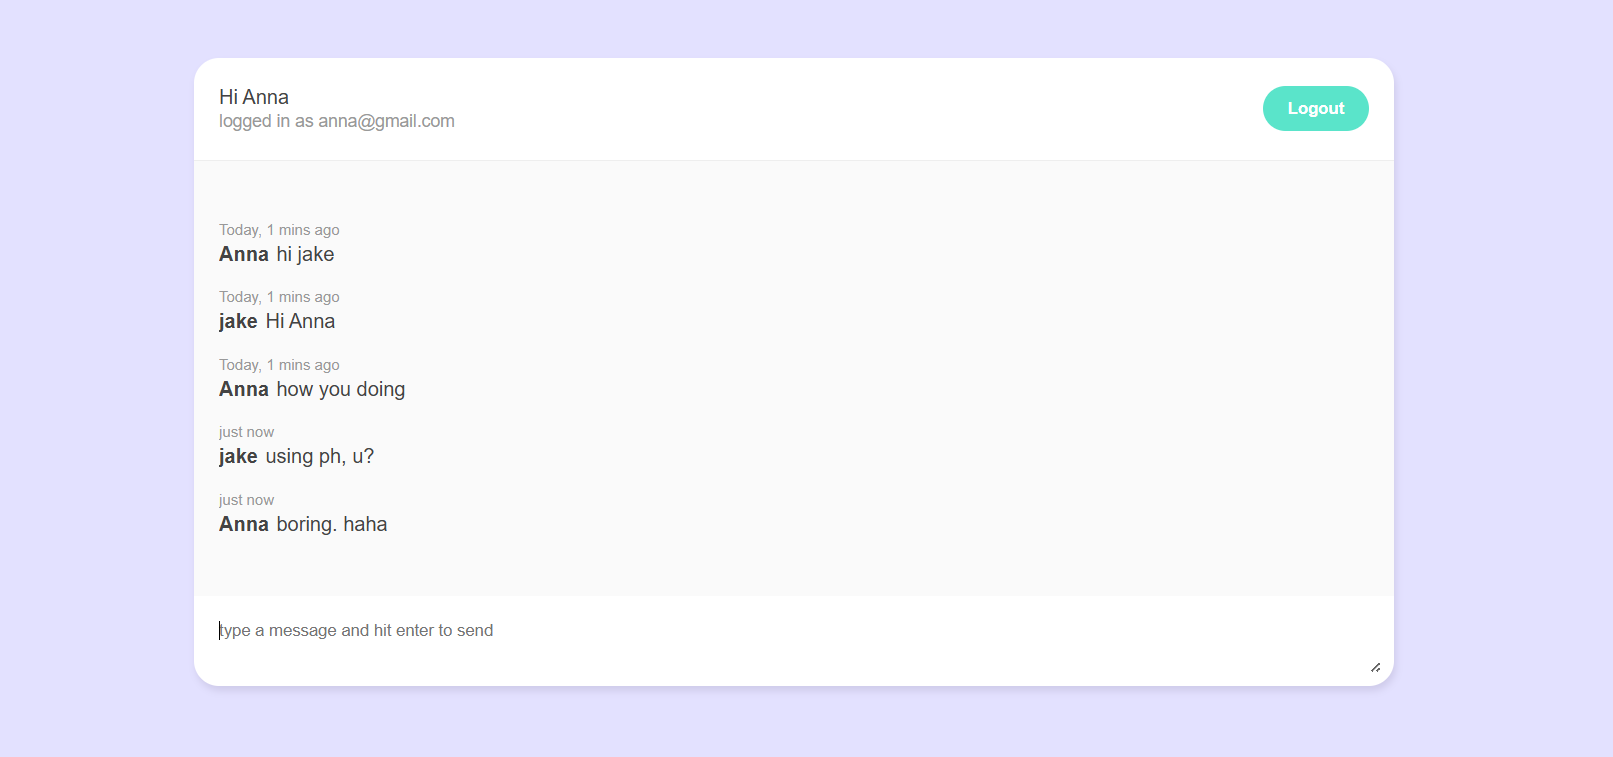 Hi Anna
logged in as anna@gmail.com
Logout
Today, 1 mins ago
Anna hi jake
Today, 1 mins ago
jake Hi Anna
Today, 1 mins ago
Anna how you doing
just now
jake using ph, u?
just now
Anna boring. haha
type a message and hit enter to send